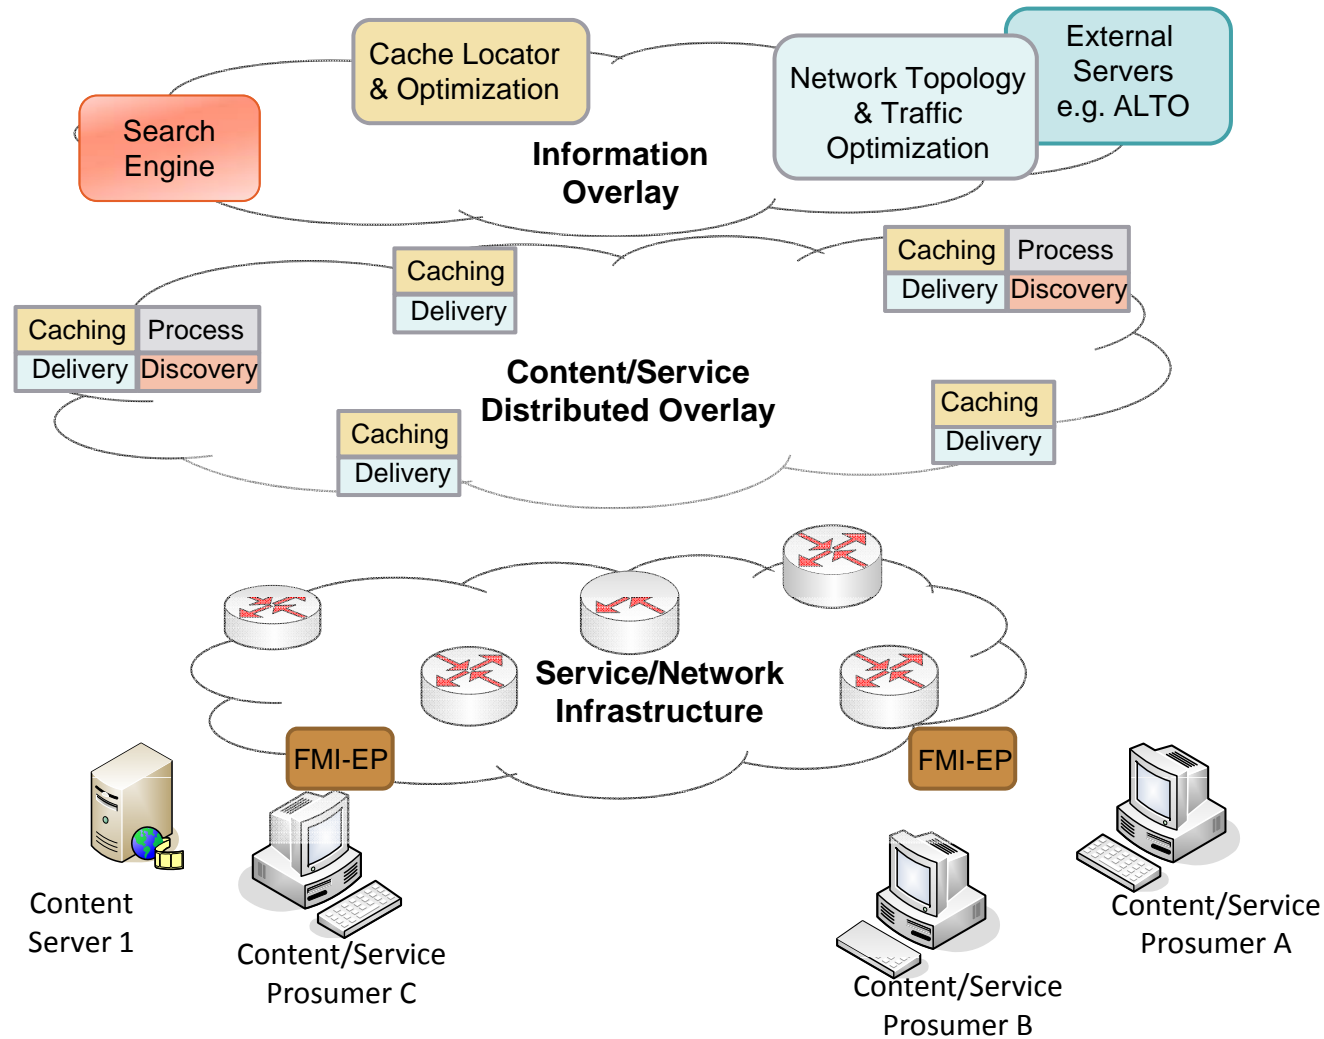 External
Servers
e.g. ALTO
Cache Locator
& Optimization
Network Topology
& Traffic
Optimization
Search
Engine
Information
Overlay
Caching Process
Delivery Discovery
Caching
Delivery
Caching Process
Delivery Discovery
Content/Service
Distributed Overlay
Caching
Delivery
Caching
Delivery
Service/Network
Infrastructure
FMI-EP
FMI-EP
Content
Server 1
Content/Service
Prosumer C
Content/Service
Prosumer B
Content/Service
Prosumer A